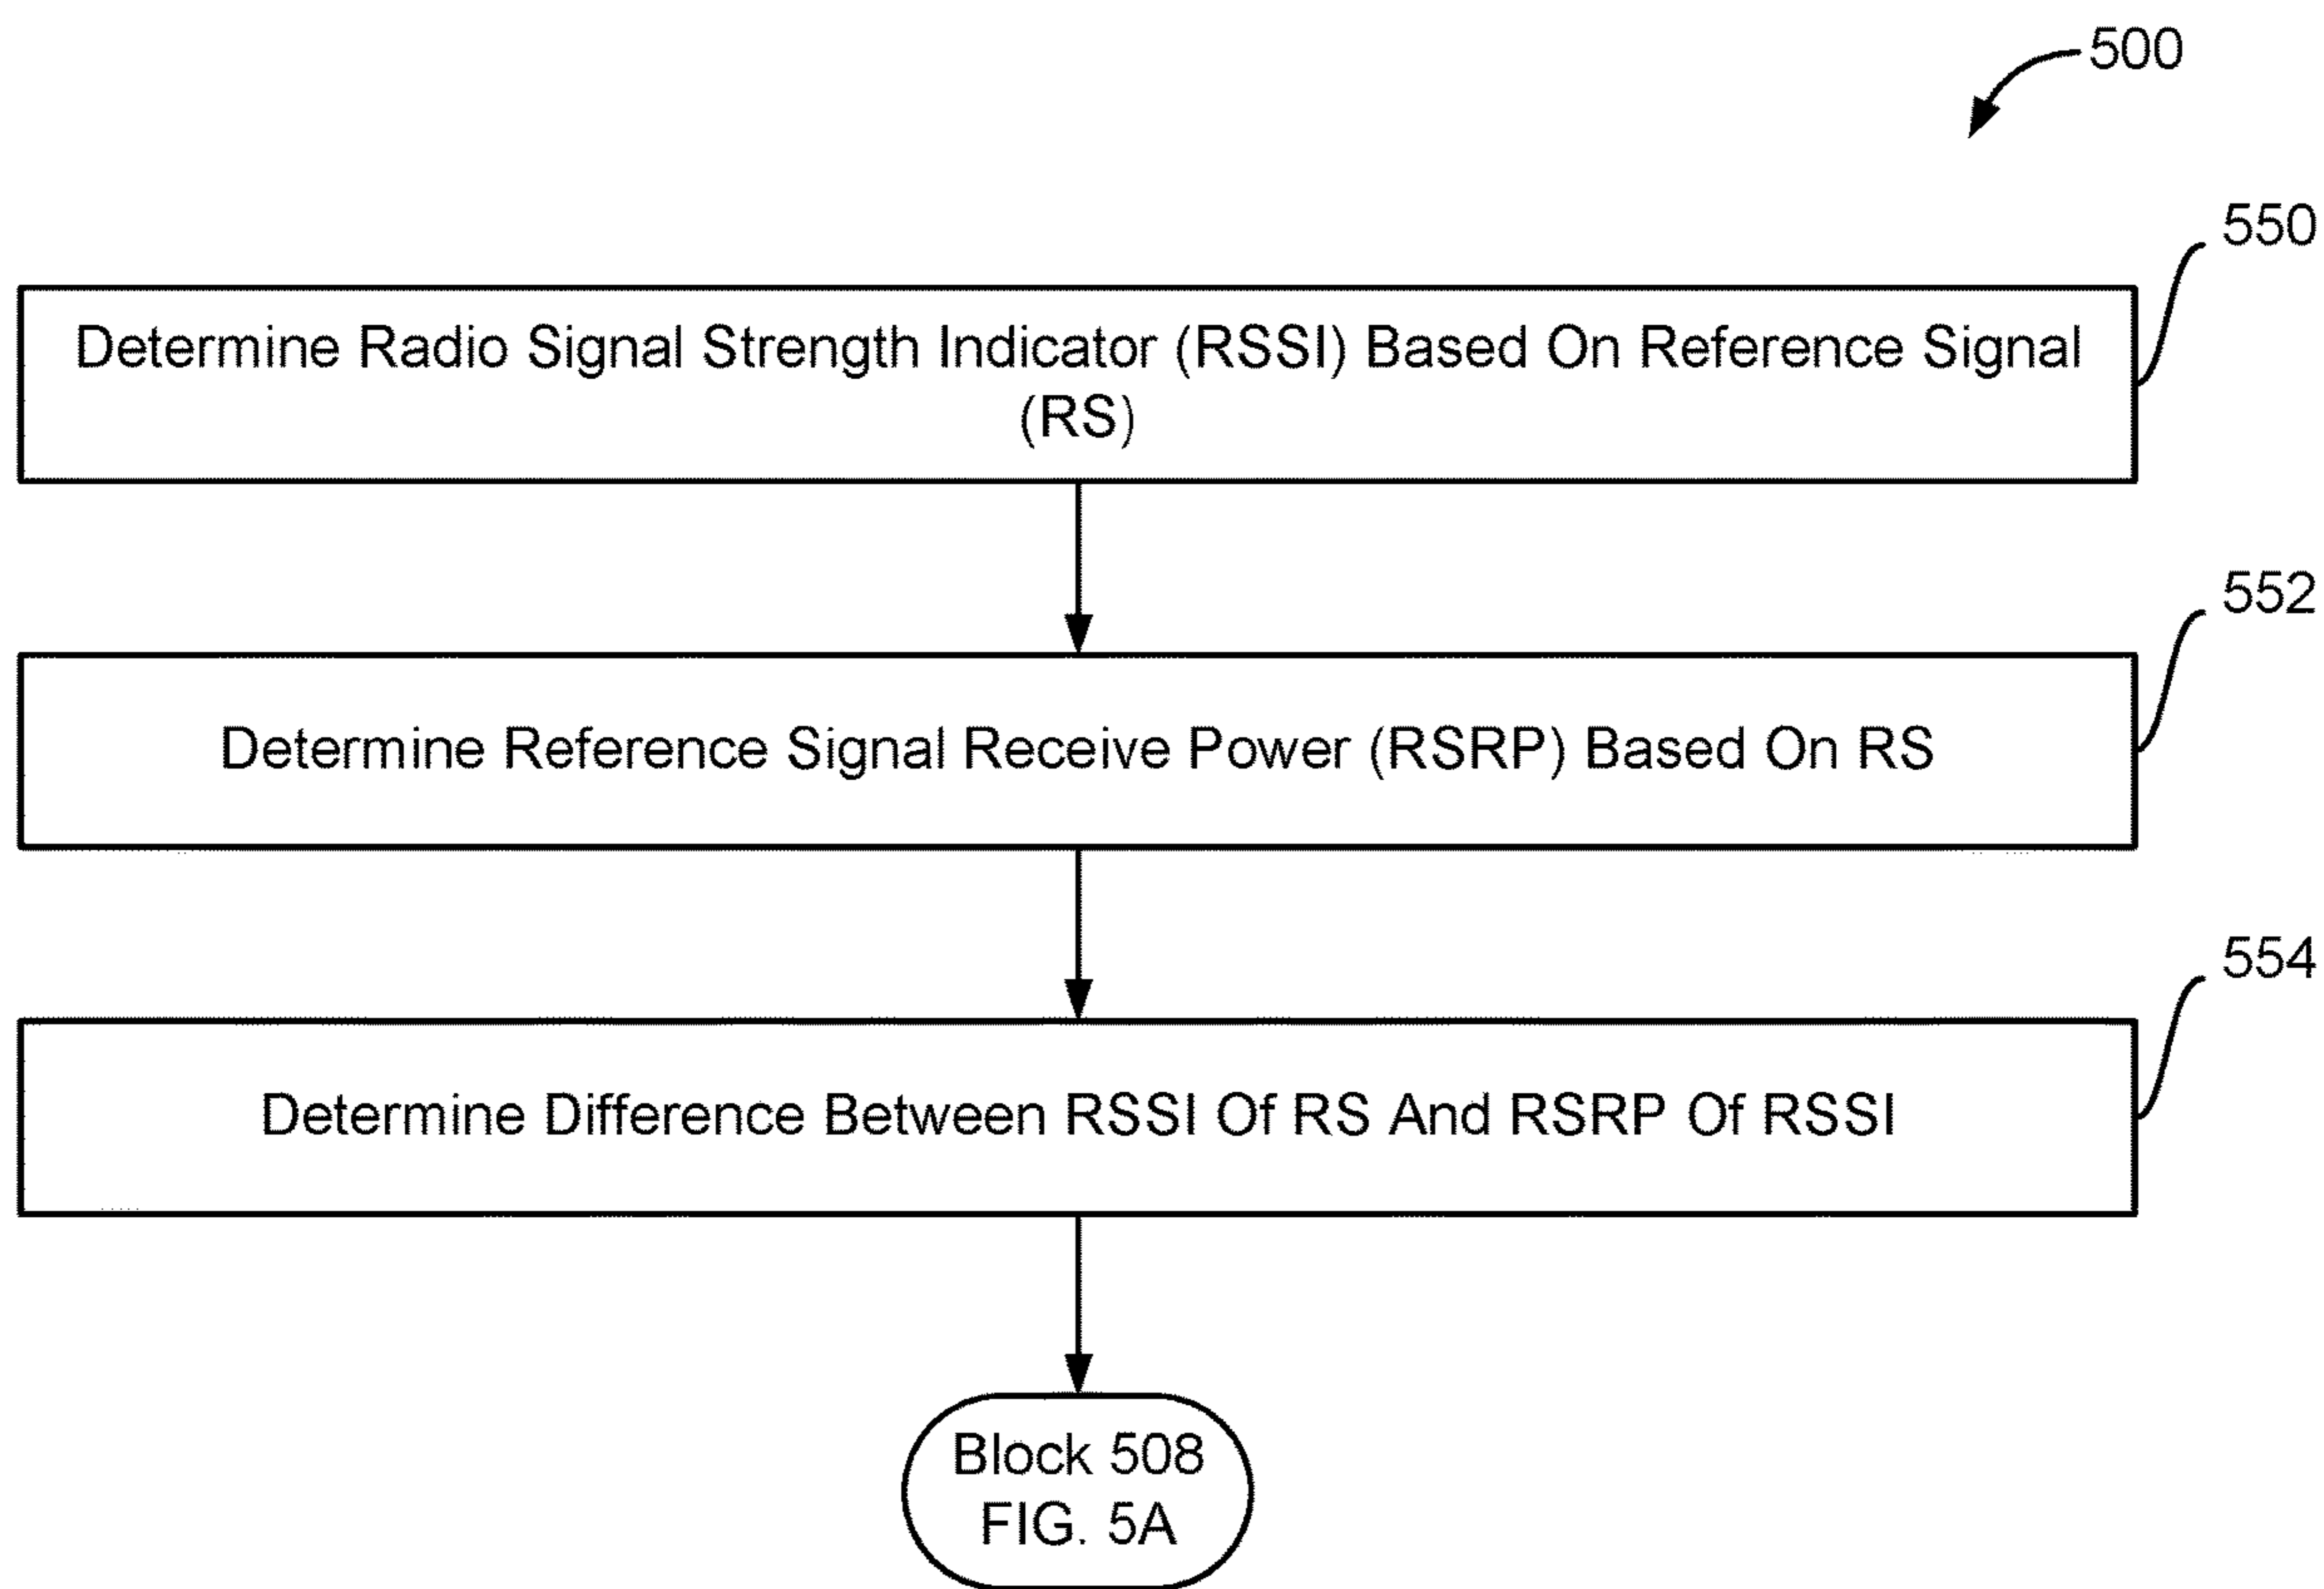 500
550
Determine Radio Signal Strength Indicator (RSSI) Based On Reference Signal
(RS)
552
Determine Reference Signal Receive Power (RSRP) Based On RS
554
Determine Difference Between RSSI Of RS And RSRP Of RSSI
Block 508
FIG. 5A